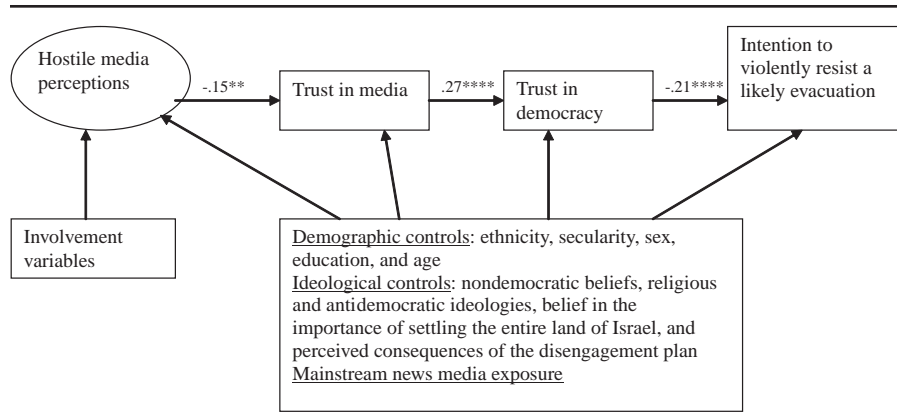 Hostile media
perceptions
-.15**
Trust in media
.27****
Trust in
democracy
-.21****
Intention to
violently resist a
likely evacuation
Involvement
variables
Demographic controls: ethnicity, secularity, sex,
education, and age
Ideological controls: nondemocratic beliefs, religious
and antidemocratic ideologies, belief in the
importance of settling the entire land of Israel, and
perceived consequences of the disengagement plan
Mainstream news media exposure